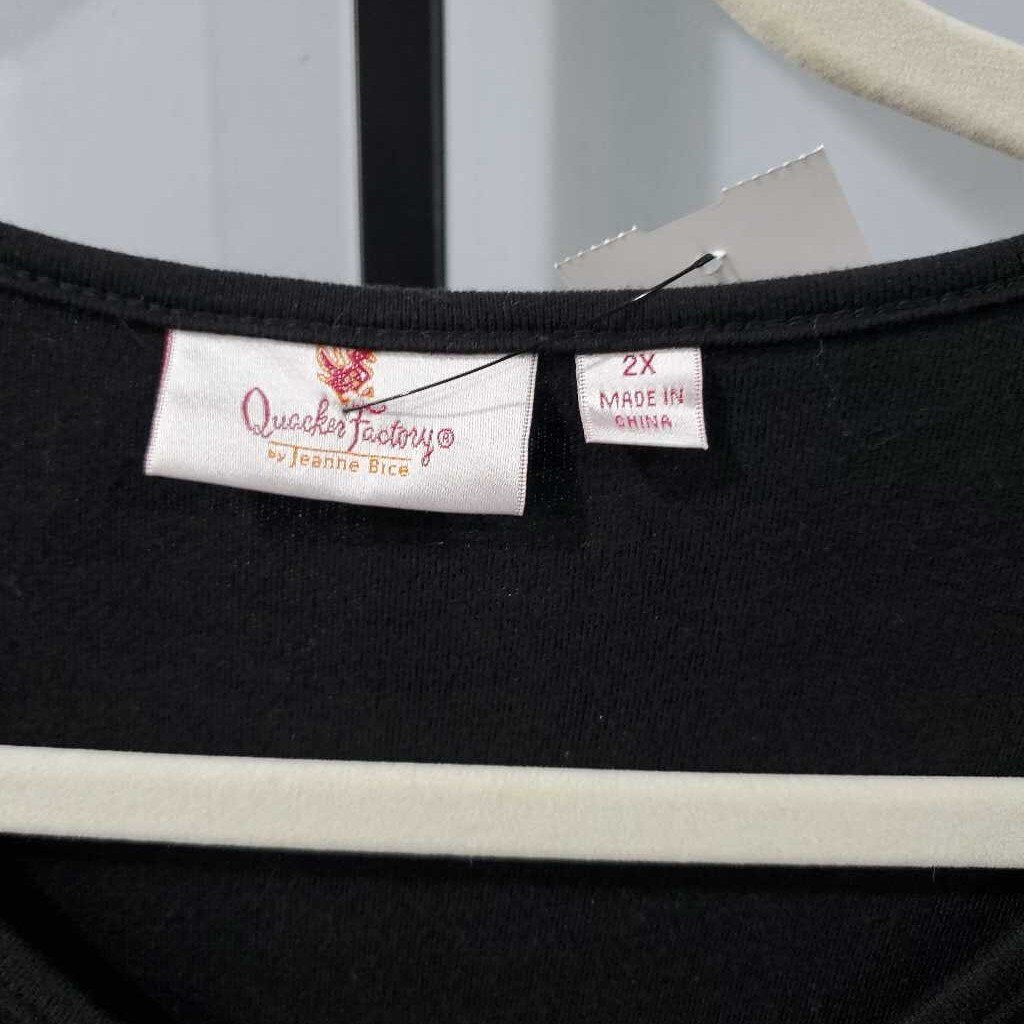 Quacker Factory®
by Jeanne Bice
2X
MADE IN
CHINA